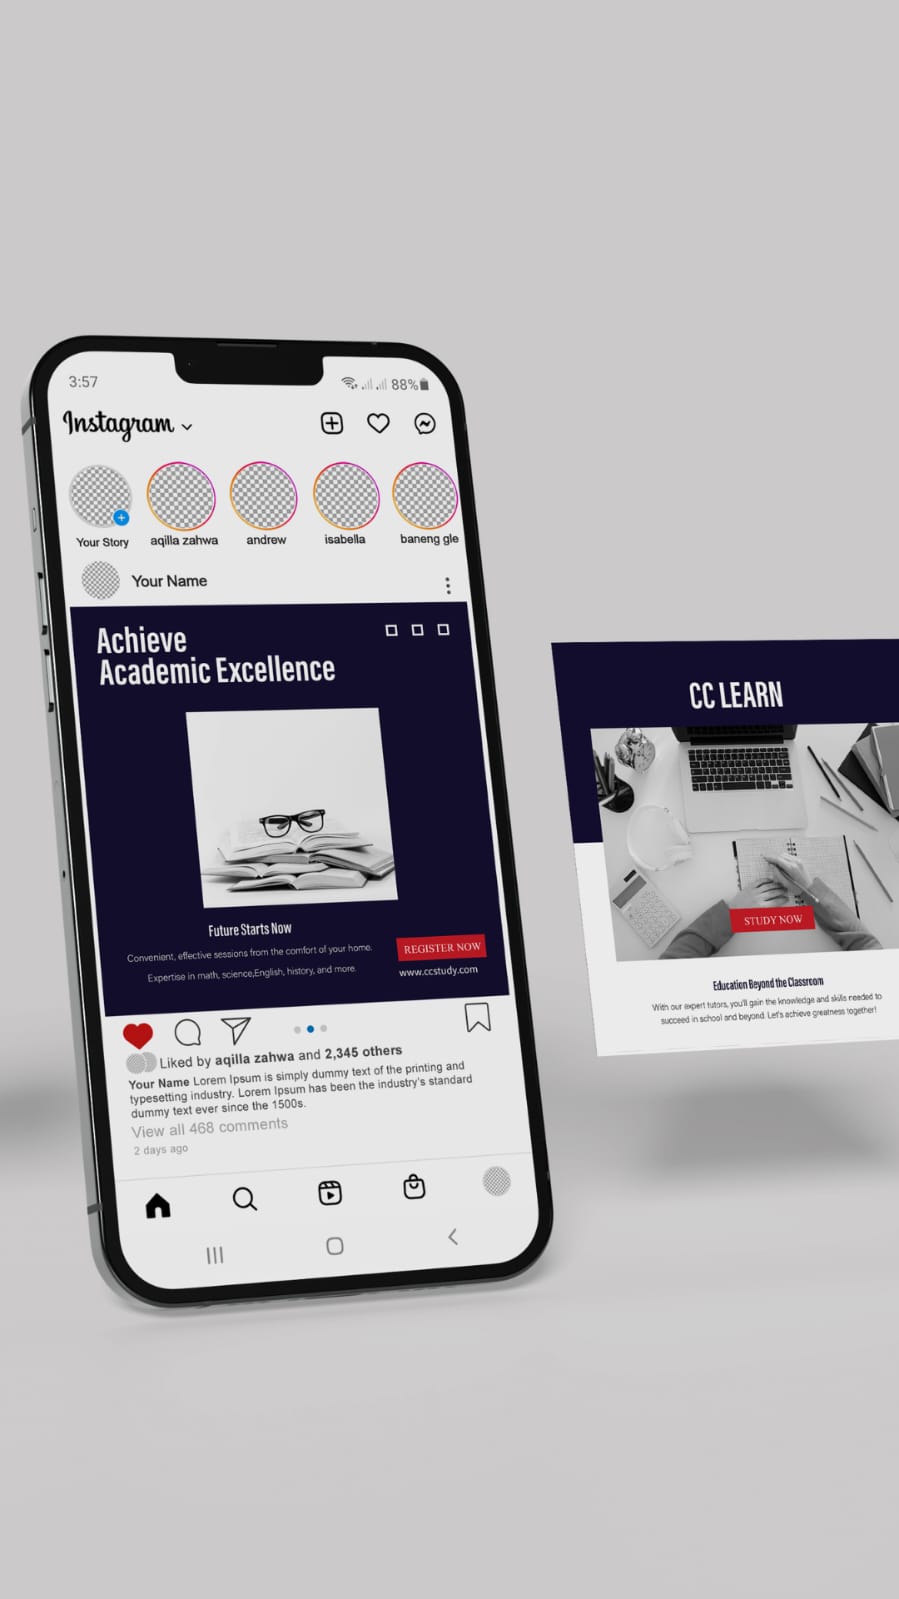 3:57
88%
Instagram
Your Story
aqilla zahwa
andrew
isabella
baneng gle
Your Name
Achieve
Academic Excellence
Future Starts Now
Convenient, effective sessions from the comfort of your home.
Expertise in math, science,English, history, and more.
REGISTER NOW
www.ccstudy.com
Liked by aqilla zahwa and 2,345 others
Your Name Lorem Ipsum is simply dummy text of the printing and
typesetting industry. Lorem Ipsum has been the industry's standard
dummy text ever since the 1500s.
View all 468 comments
2 days ago
CC LEARN
STUDY NOW
Education Beyond the Classroom
With our expert tutors, you'll gain the knowledge and skills needed to
succeed in school and beyond. Let's achieve greatness together!